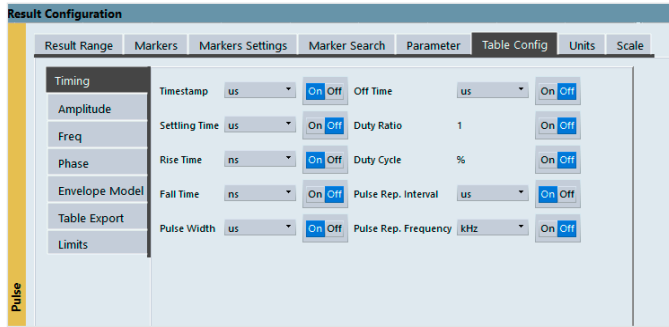 Result Configuration
Result Range Markers Markers Settings Marker Search Parameter Table Config Units Scale
Timing
Amplitude
Freq
Phase
Envelope Model
Table Export
Limits
Timestamp us On Off Off Time us On Off
Settling Time us On Off Duty Ratio 1 On Off
Rise Time ns On Off Duty Cycle % On Off
Fall Time ns On Off Pulse Rep. Interval us On Off
Pulse Width us On Off Pulse Rep. Frequency kHz On Off
Pulse